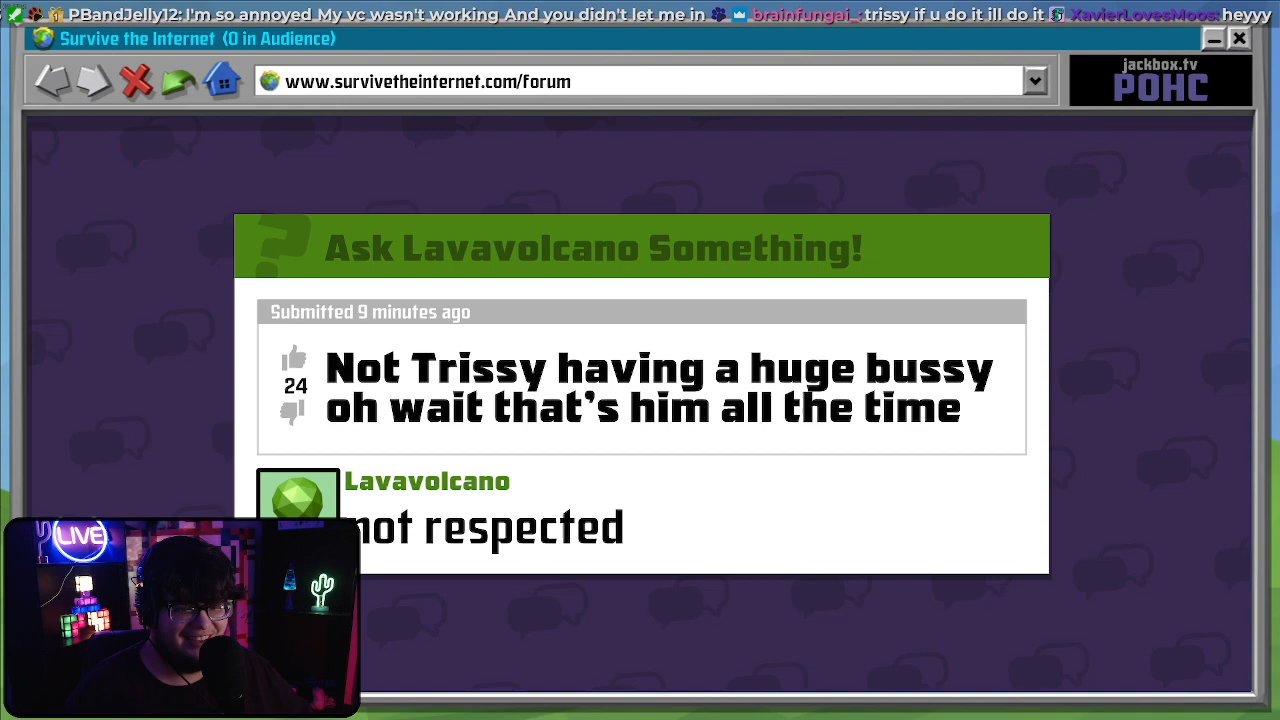 PBandJelly12: I'm so annoyed My vc wasn't working And you didn't let me in brainfungai_: trissy if u do it ill do it XavierLovesMoos: heyyy
Survive the Internet (0 in Audience)
www.survivetheinternet.com/forum
jackbox.tv
POHC
Ask Lavavolcano Something!
Submitted 9 minutes ago
Not Trissy having a huge bussy
24
oh wait that's him all the time
Lavavolcano
not respected
LIVE